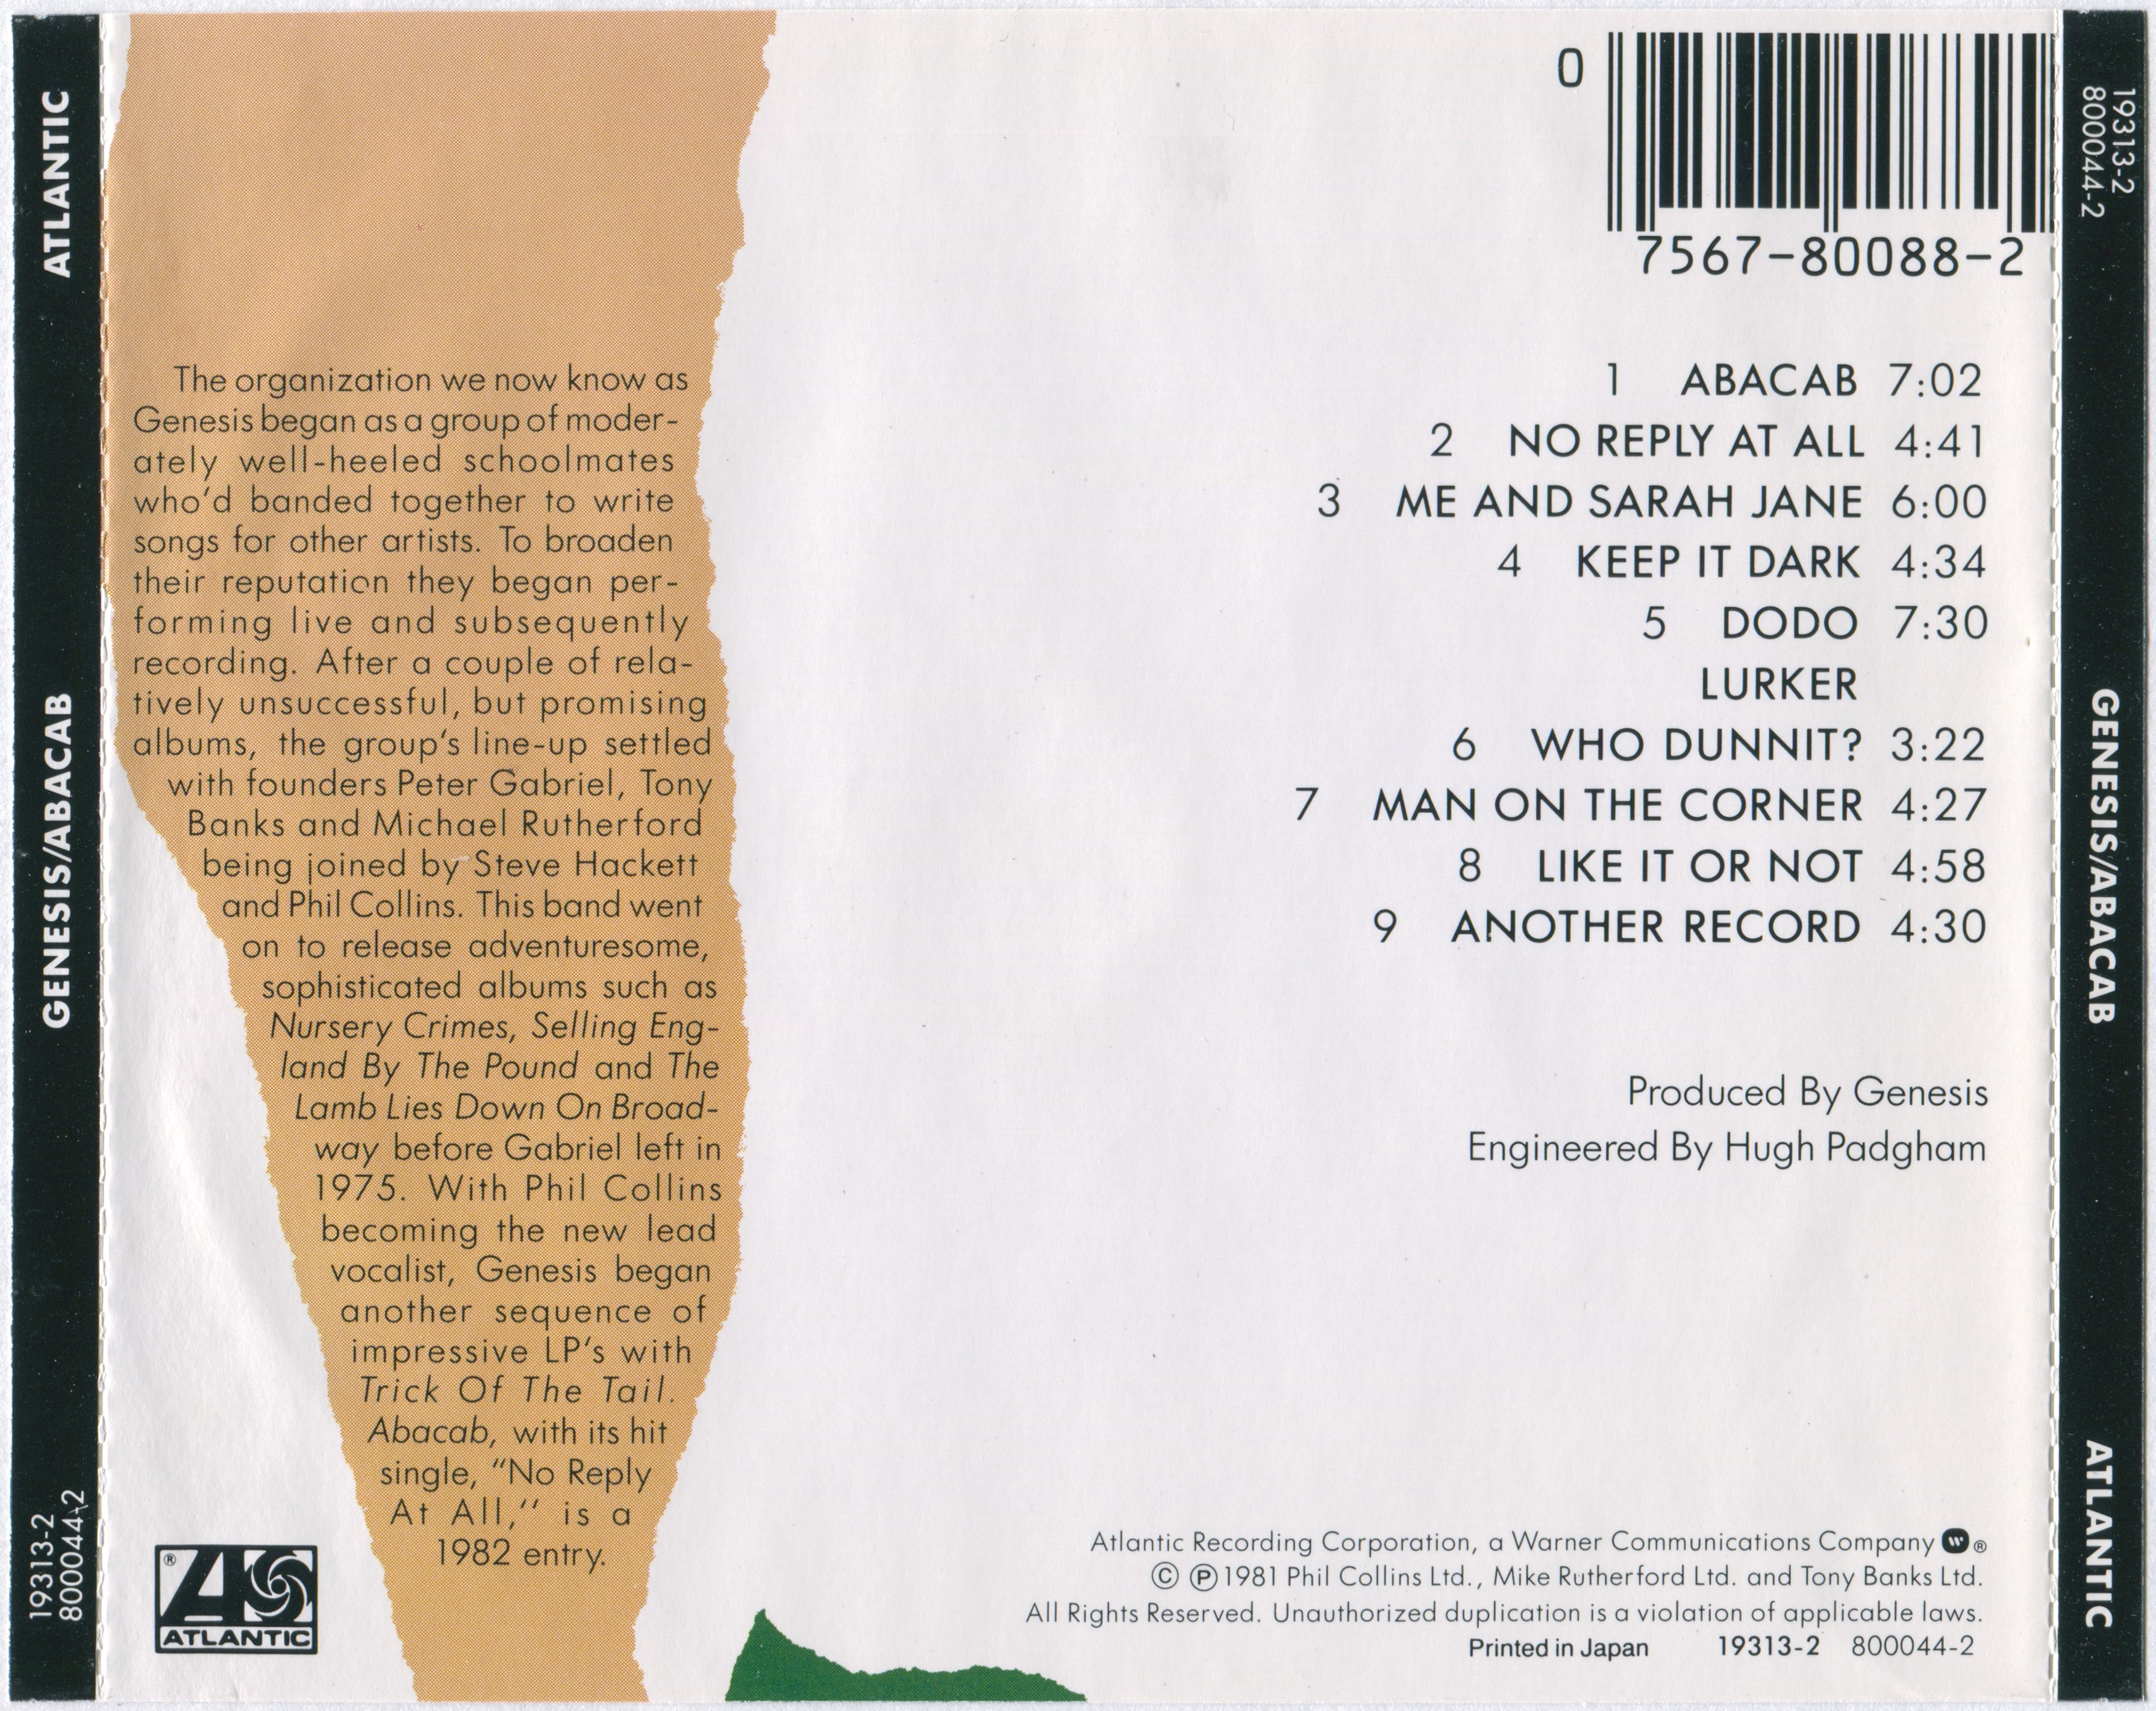 ATLANTIC
GENESIS/ABACAB
19313-2
800044-2
The organization we now know as
Genesis began as a group of moder-
ately well-heeled schoolmates
who'd banded together to write
songs for other artists. To broaden
their reputation they began per-
forming live and subsequently
recording. After a couple of rela-
tively unsuccessful, but promising
albums, the group's line-up settled
with founders Peter Gabriel, Tony
Banks and Michael Rutherford
being joined by Steve Hackett
and Phil Collins. This band went
on to release adventuresome,
sophisticated albums such as
Nursery Crimes, Selling Eng-
land By The Pound and The
Lamb Lies Down On Broad-
way before Gabriel left in
1975. With Phil Collins
becoming the new lead
vocalist, Genesis began
another sequence of
impressive LP's with
Trick Of The Tail.
Abacab, with its hit
single, "No Reply
At All," is a
1982 entry.
®
ATLANTIC
0
7567-80088-2
1 ABACAB 7:02
2 NO REPLY AT ALL 4:41
3 ME AND SARAH JANE 6:00
4 KEEP IT DARK 4:34
5 DODO 7:30
LURKER
6 WHO DUNNIT? 3:22
7 MAN ON THE CORNER 4:27
8 LIKE IT OR NOT 4:58
9 ANOTHER RECORD 4:30
Produced By Genesis
Engineered By Hugh Padgham
Atlantic Recording Corporation, a Warner Communications Company ®
© ℗ 1981 Phil Collins Ltd., Mike Rutherford Ltd. and Tony Banks Ltd.
All Rights Reserved. Unauthorized duplication is a violation of applicable laws.
Printed in Japan 19313-2 800044-2
19313-2
800044-2
GENESIS/ABACAB
ATLANTIC